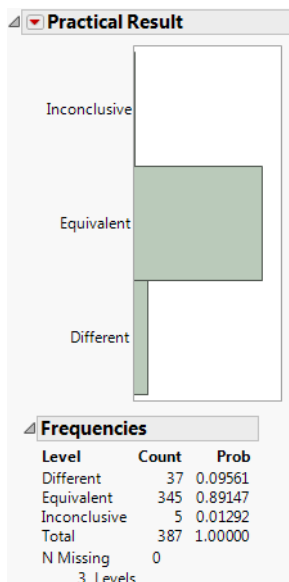 Practical Result
Inconclusive
Equivalent
Different
Frequencies
Level Count Prob
Different 37 0.09561
Equivalent 345 0.89147
Inconclusive 5 0.01292
Total 387 1.00000
N Missing 0
3 Levels